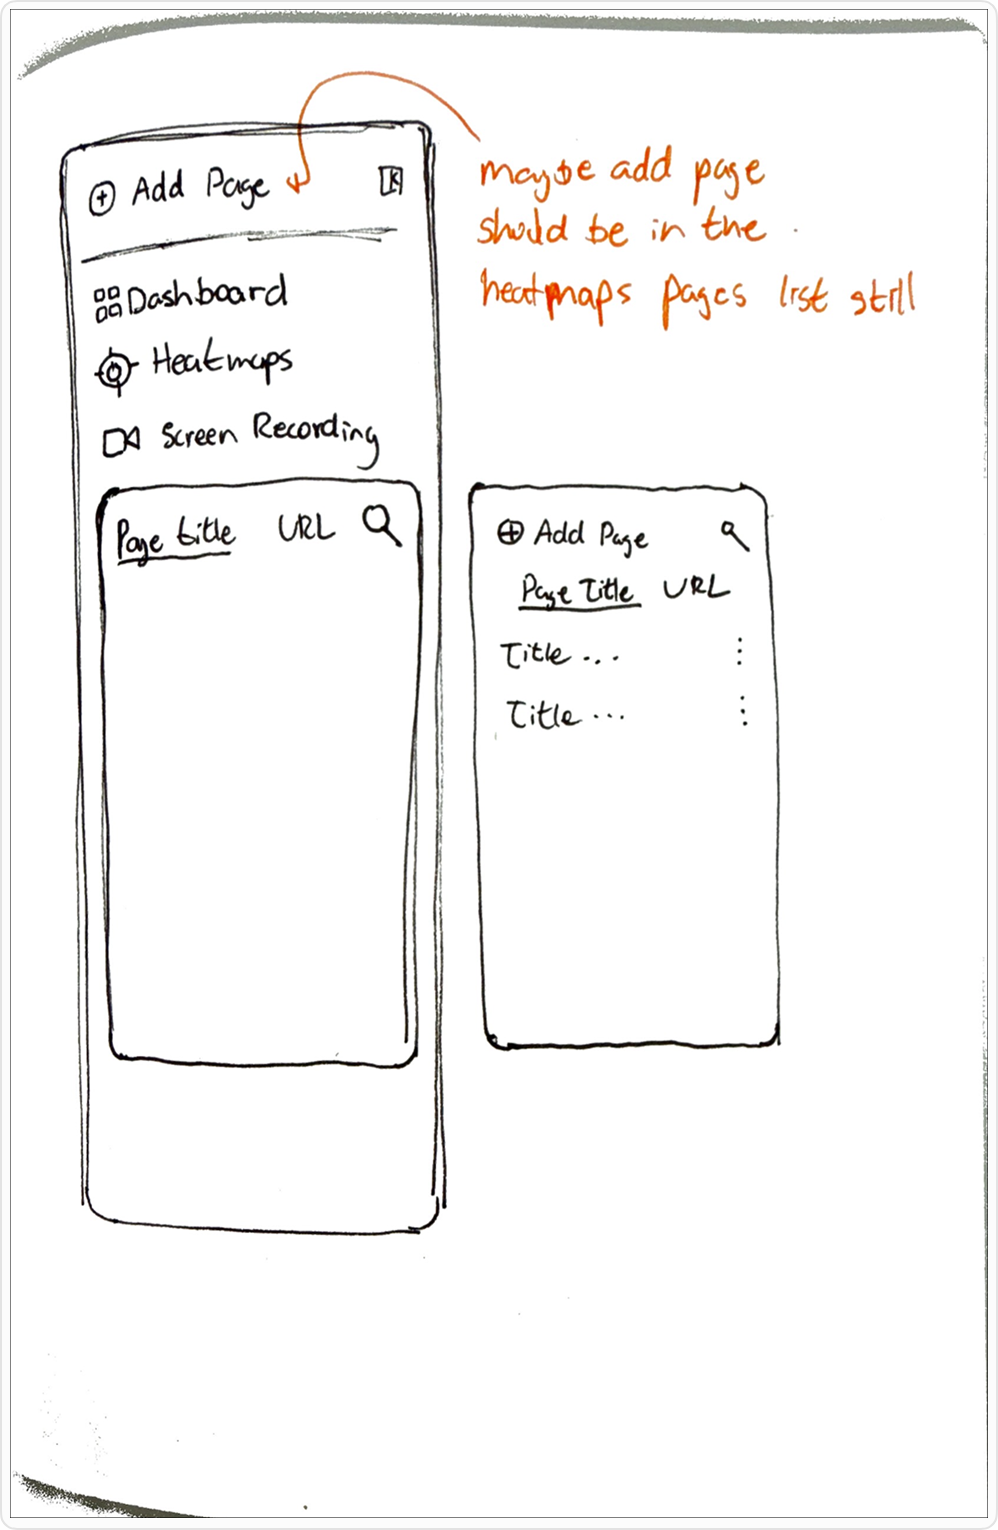 Add Page
maybe add page
should be in the
heatmaps pages list still
Dashboard
Heatmaps
Screen Recording
Page title URL
Add Page
Page Title URL
Title ...
Title ...